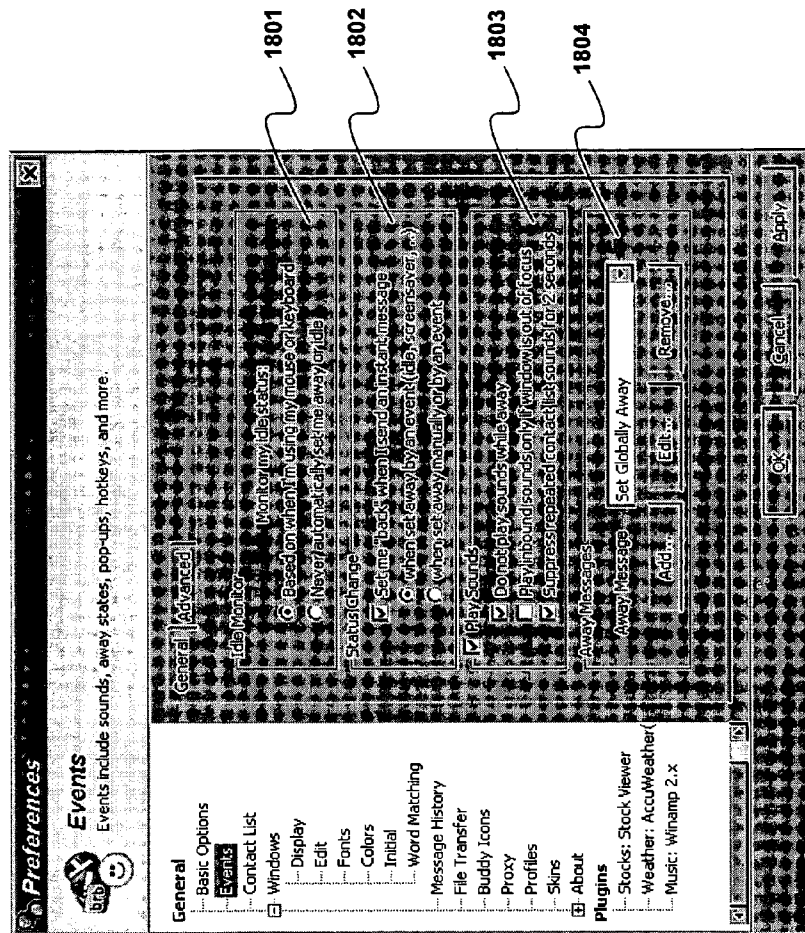 Preferences
Events
Events include sounds, away states, pop-ups, hotkeys, and more.
brb
General
Basic Options
Events
Contact List
Windows
Display
Edit
Fonts
Colors
Initial
Word Matching
Message History
File Transfer
Buddy Icons
Proxy
Profiles
Skins
About
Plugins
Stocks: Stock Viewer
Weather: AccuWeather(
Music: Winamp 2.x
General Advanced
Idle Monitor
Monitor my idle status:
Based on when I'm using my mouse or keyboard
Never automatically set me away or idle
1801
Status Change
Set me "back" when I send an instant message
when set away by an event (idle, screensaver, ...)
when set away manually or by an event
1802
Play Sounds
Do not play sounds while away
Play inbound sounds only if window is out of focus
Suppress repeated contact list sounds for 2 seconds
1803
Away Messages
Away Message
Set Globally Away
Add... Edit... Remove...
1804
OK Cancel Apply